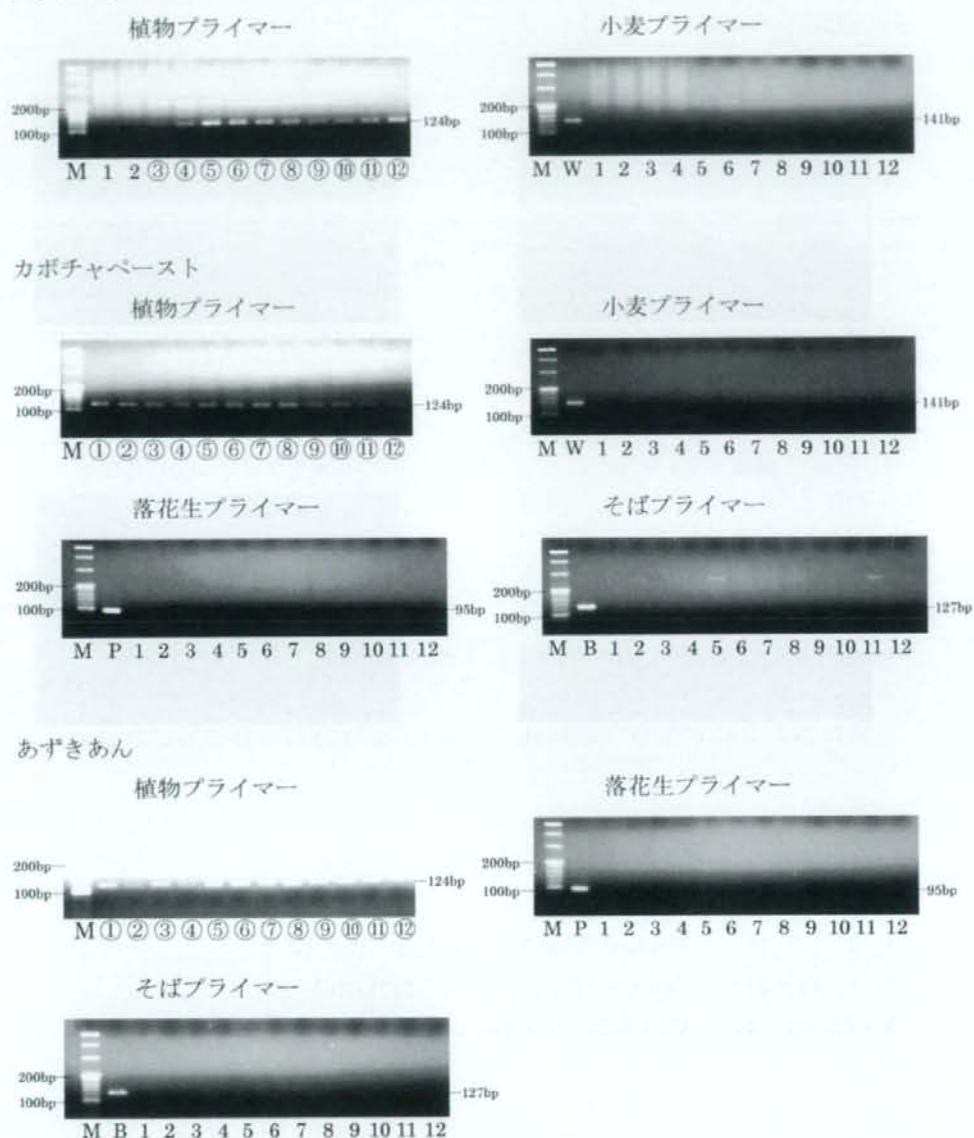 植物プライマー
小麦プライマー
200bp
100bp
124bp
200bp
100bp
141bp
M 1 2 ③ ④ ⑤ ⑥ ⑦ ⑧ ⑨ ⑩ ⑪ ⑫
M W 1 2 3 4 5 6 7 8 9 10 11 12
カボチャペースト
植物プライマー
小麦プライマー
200bp
100bp
124bp
200bp
100bp
141bp
M ① ② ③ ④ ⑤ ⑥ ⑦ ⑧ ⑨ ⑩ ⑪ ⑫
M W 1 2 3 4 5 6 7 8 9 10 11 12
落花生プライマー
そばプライマー
200bp
100bp
95bp
200bp
100bp
127bp
M P 1 2 3 4 5 6 7 8 9 10 11 12
M B 1 2 3 4 5 6 7 8 9 10 11 12
あずきあん
植物プライマー
落花生プライマー
200bp
100bp
124bp
200bp
100bp
95bp
M ① ② ③ ④ ⑤ ⑥ ⑦ ⑧ ⑨ ⑩ ⑪ ⑫
M P 1 2 3 4 5 6 7 8 9 10 11 12
そばプライマー
200bp
100bp
127bp
M B 1 2 3 4 5 6 7 8 9 10 11 12